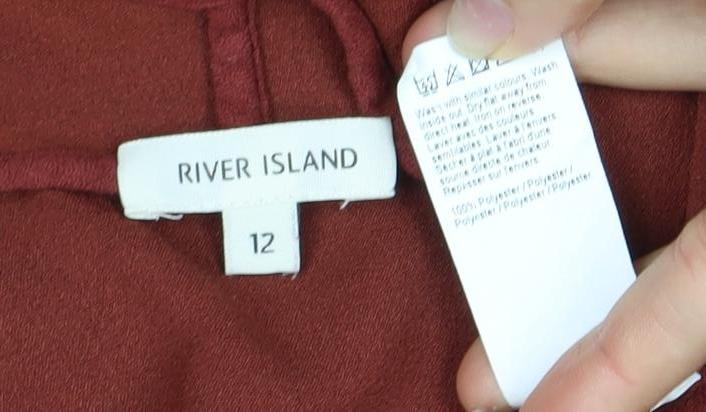 RIVER ISLAND
12
Wash with similar colours. Wash
inside out. Dry flat away from
direct heat. Iron on reverse.
Laver avec des couleurs
semblables. Laver à l'envers.
Sécher à plat à l'abri d'une
source directe de chaleur.
Repasser sur l'envers.
100% Polyester / Polyester /
Polyester / Polyester / Polyester